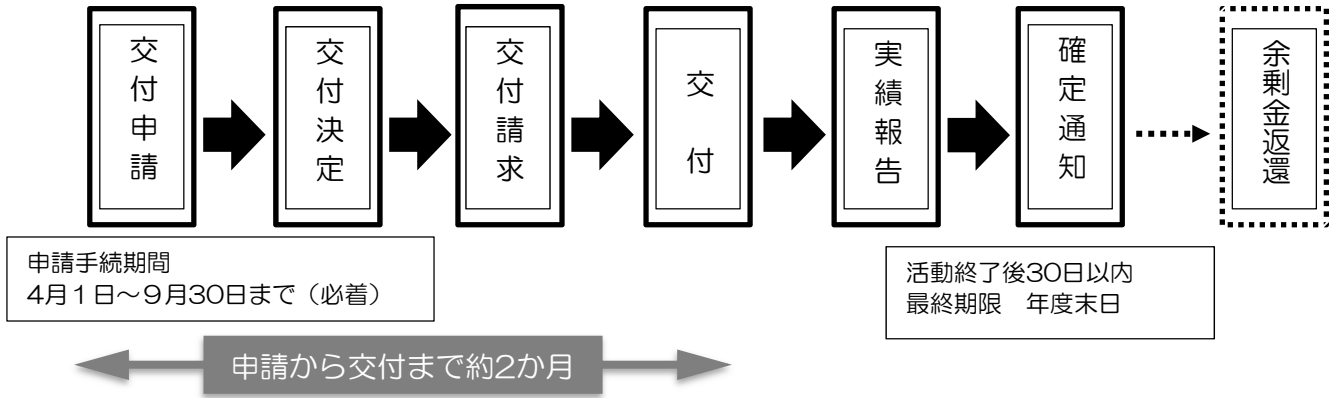 交付申請
交付決定
交付請求
交付
実績報告
確定通知
余剰金返還
申請手続期間
4月1日～9月30日まで（必着）
活動終了後30日以内
最終期限　年度末日
申請から交付まで約2か月